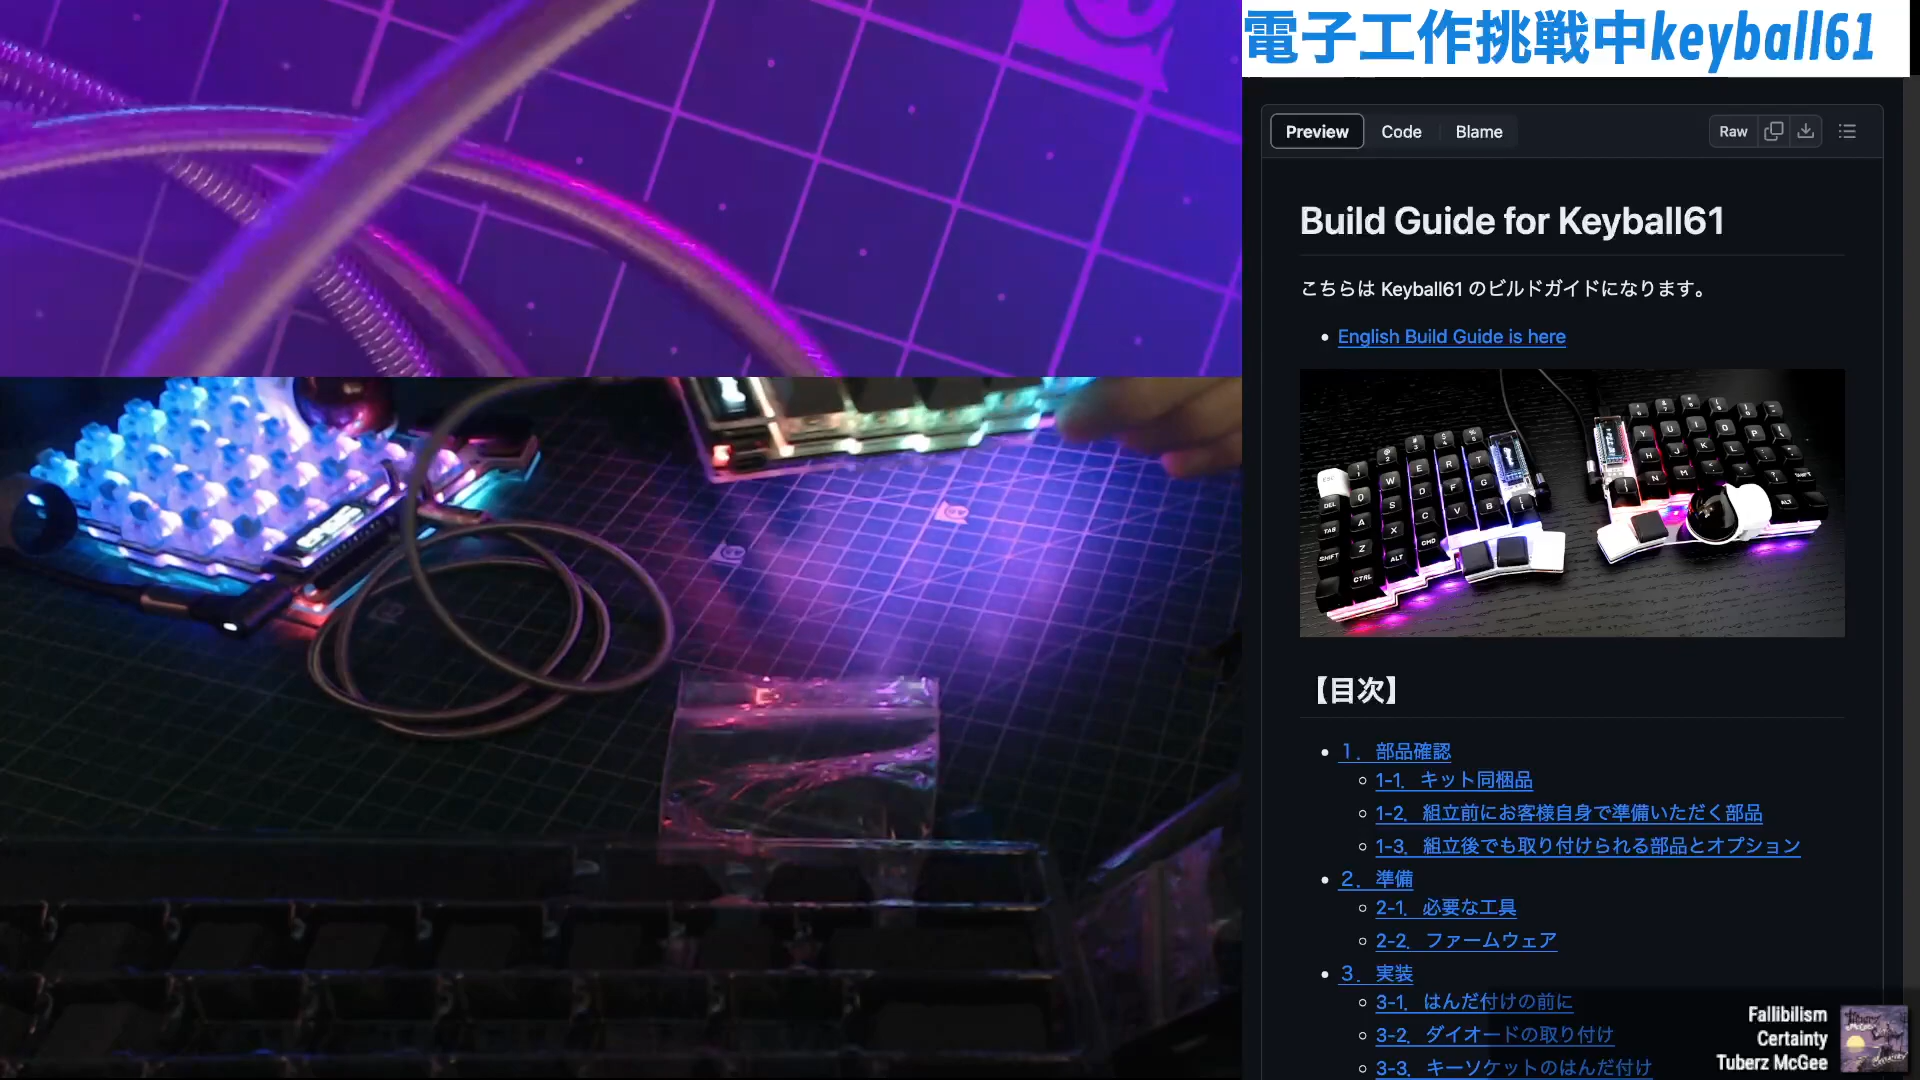 電子工作挑戦中keyball61
Preview
Code
Blame
Raw
Build Guide for Keyball61
こちらは Keyball61 のビルドガイドになります。
English Build Guide is here
【目次】
1．部品確認
1-1．キット同梱品
1-2．組立前にお客様自身で準備いただく部品
1-3．組立後でも取り付けられる部品とオプション
2．準備
2-1．必要な工具
2-2．ファームウェア
3．実装
3-1．はんだ付けの前に
3-2．ダイオードの取り付け
3-3．キーソケットのはんだ付け
Fallibilism
Certainty
Tuberz McGee